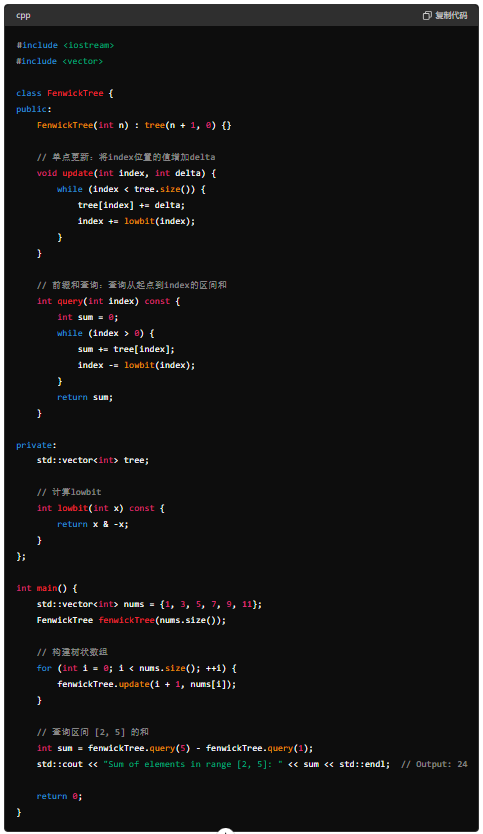 cpp
复制代码
#include <iostream>
#include <vector>
class FenwickTree {
public:
    FenwickTree(int n) : tree(n + 1, 0) {}
    // 单点更新：将index位置的值增加delta
    void update(int index, int delta) {
        while (index < tree.size()) {
            tree[index] += delta;
            index += lowbit(index);
        }
    }
    // 前缀和查询：查询从起点到index的区间和
    int query(int index) const {
        int sum = 0;
        while (index > 0) {
            sum += tree[index];
            index -= lowbit(index);
        }
        return sum;
    }
private:
    std::vector<int> tree;
    // 计算lowbit
    int lowbit(int x) const {
        return x & -x;
    }
};
int main() {
    std::vector<int> nums = {1, 3, 5, 7, 9, 11};
    FenwickTree fenwickTree(nums.size());
    // 构建树状数组
    for (int i = 0; i < nums.size(); ++i) {
        fenwickTree.update(i + 1, nums[i]);
    }
    // 查询区间 [2, 5] 的和
    int sum = fenwickTree.query(5) - fenwickTree.query(1);
    std::cout << "Sum of elements in range [2, 5]: " << sum << std::endl;  // Output: 24
    return 0;
}